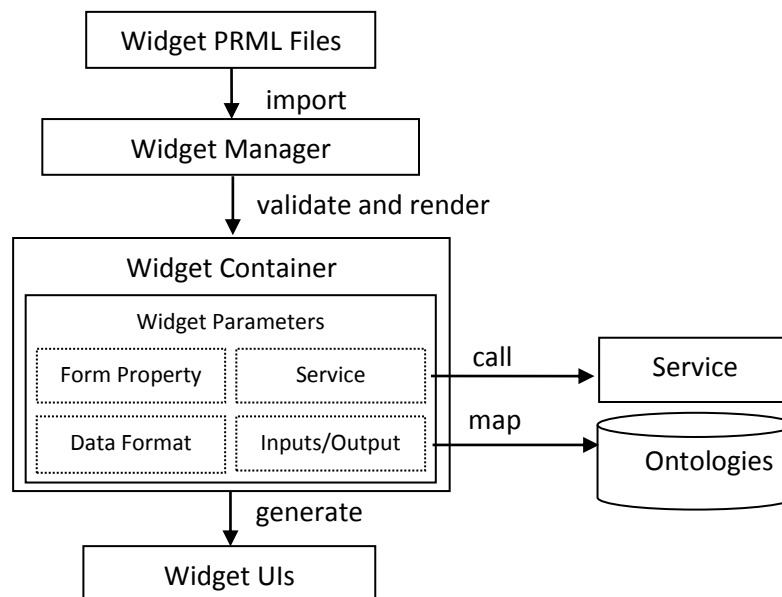 Widget PRML Files
import
Widget Manager
validate and render
Widget Container
Widget Parameters
Form Property
Service
call
Service
Data Format
Inputs/Output
map
Ontologies
generate
Widget UIs